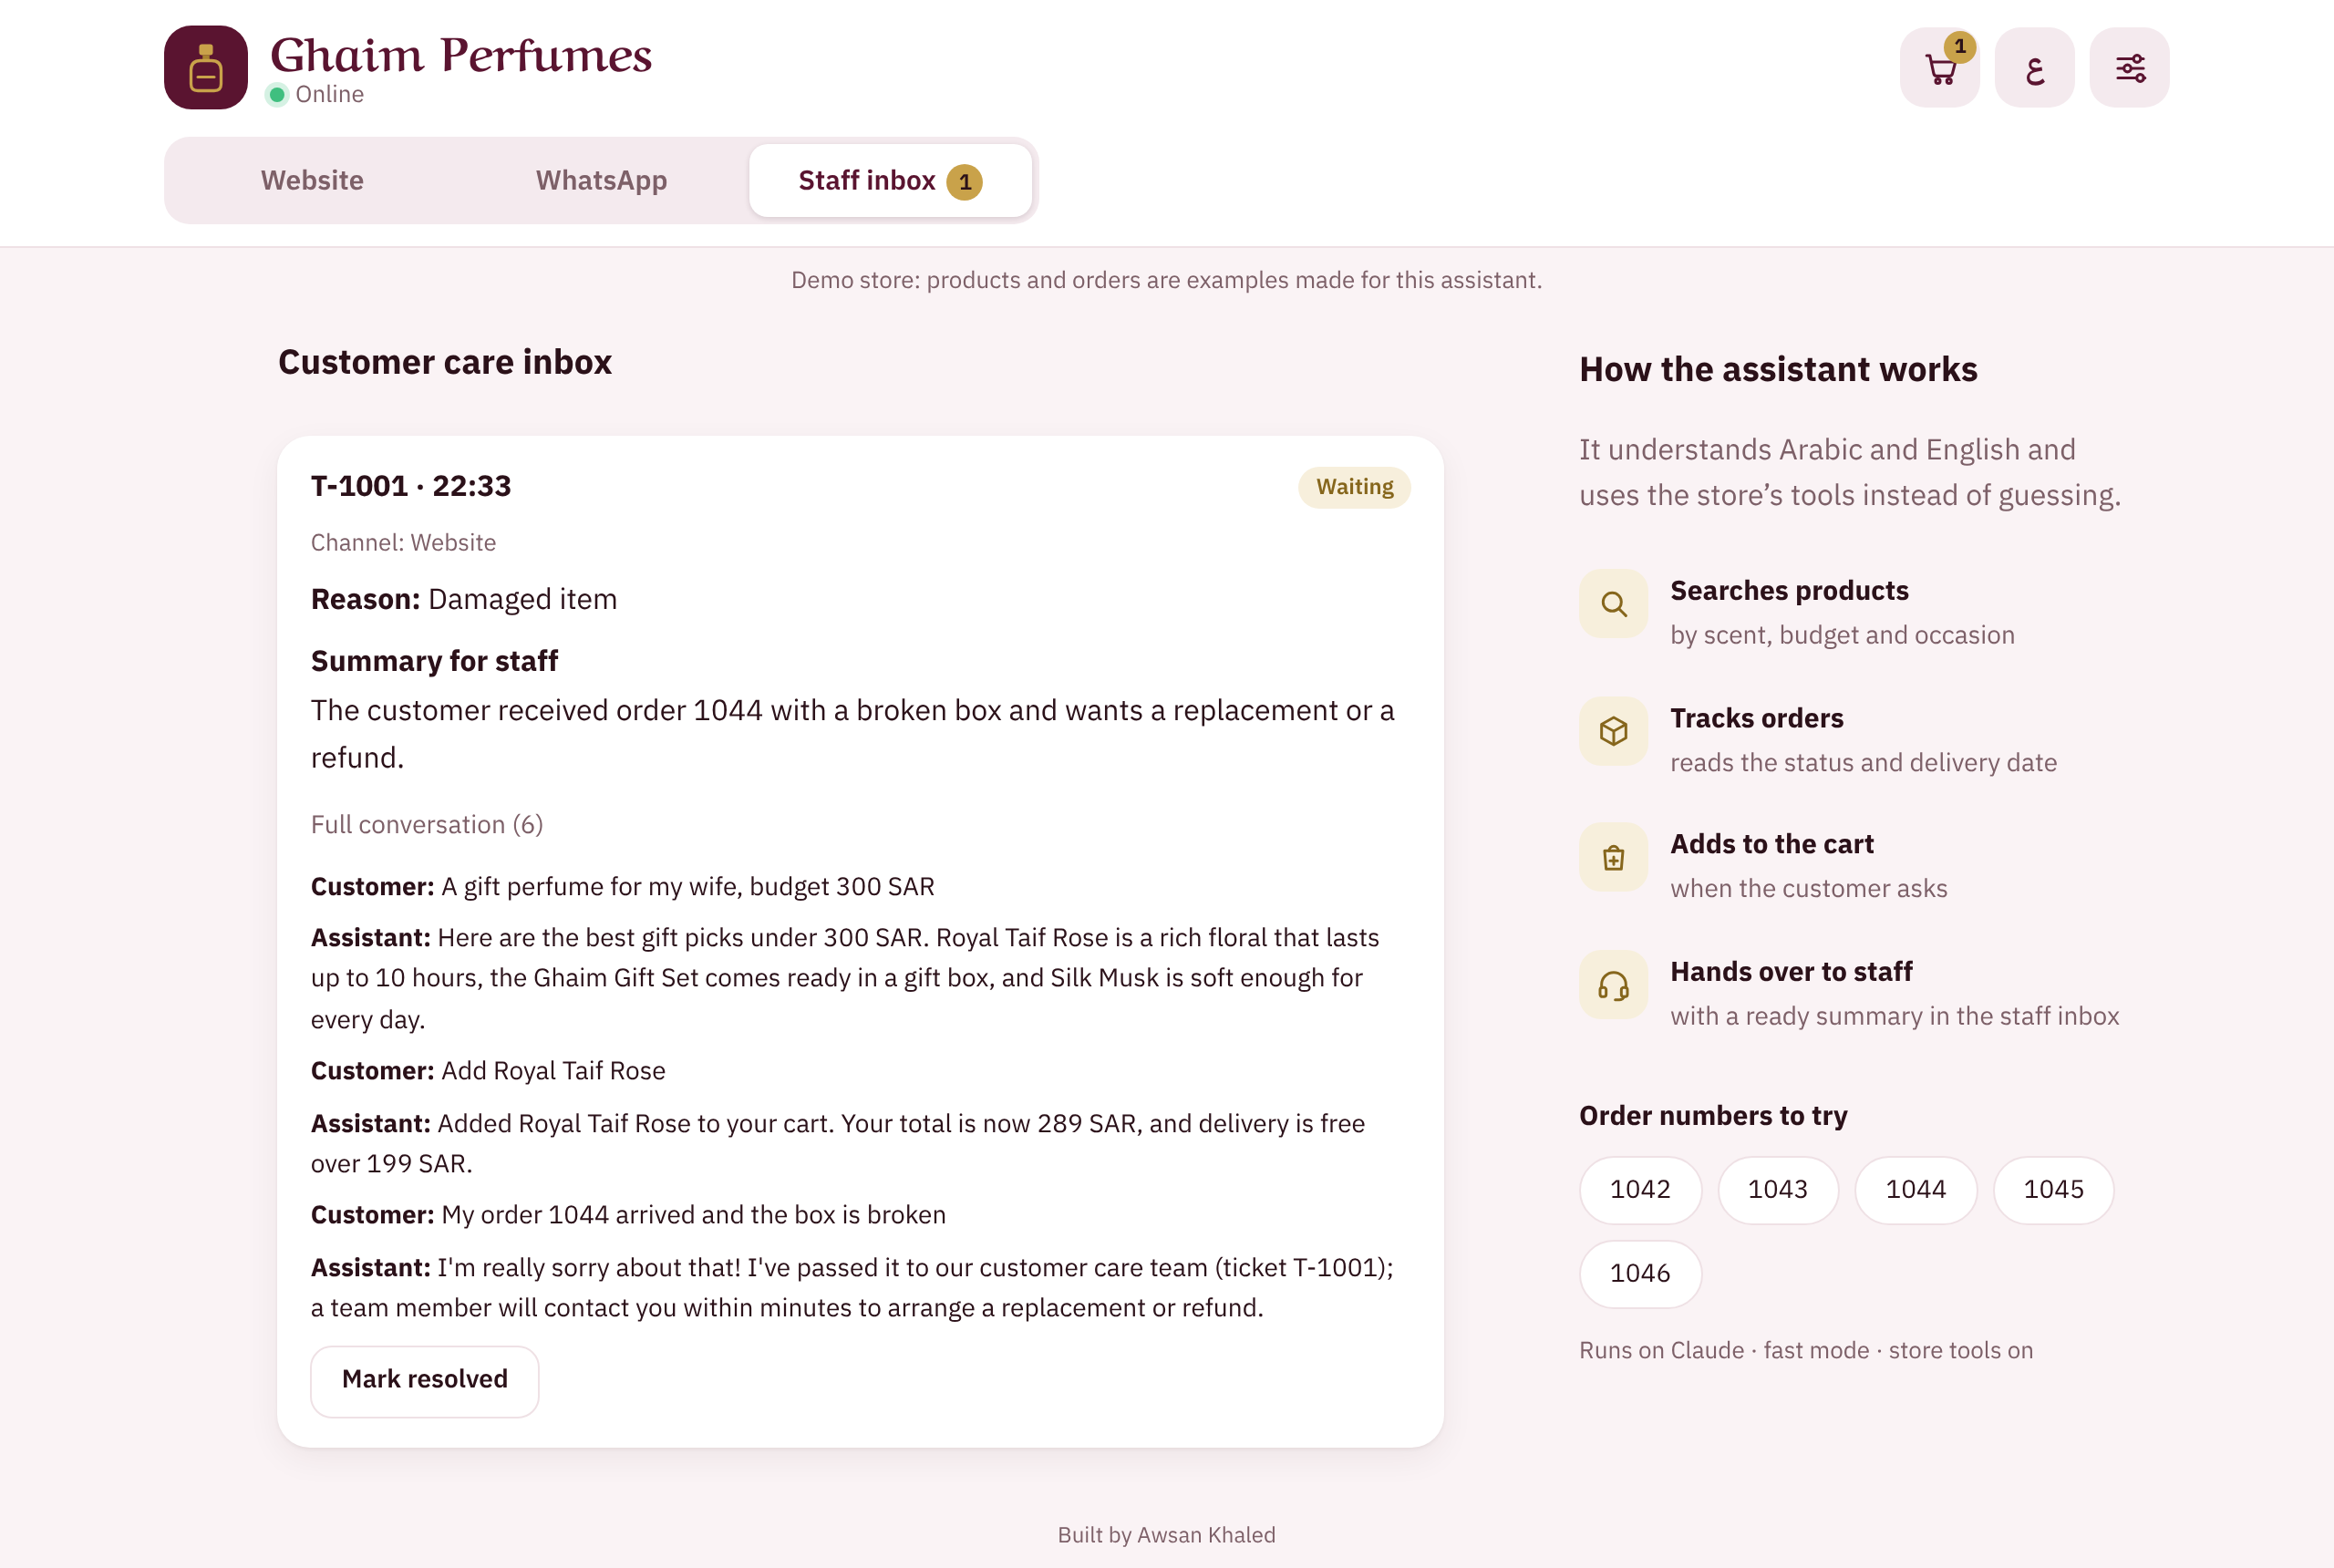 Ghaim Perfumes
Online
1
ع
Website
WhatsApp
Staff inbox 1
Demo store: products and orders are examples made for this assistant.
Customer care inbox
T-1001 · 22:33
Waiting
Channel: Website
Reason: Damaged item
Summary for staff
The customer received order 1044 with a broken box and wants a replacement or a
refund.
Full conversation (6)
Customer: A gift perfume for my wife, budget 300 SAR
Assistant: Here are the best gift picks under 300 SAR. Royal Taif Rose is a rich floral that lasts
up to 10 hours, the Ghaim Gift Set comes ready in a gift box, and Silk Musk is soft enough for
every day.
Customer: Add Royal Taif Rose
Assistant: Added Royal Taif Rose to your cart. Your total is now 289 SAR, and delivery is free
over 199 SAR.
Customer: My order 1044 arrived and the box is broken
Assistant: I'm really sorry about that! I've passed it to our customer care team (ticket T-1001);
a team member will contact you within minutes to arrange a replacement or refund.
Mark resolved
How the assistant works
It understands Arabic and English and
uses the store’s tools instead of guessing.
Searches products
by scent, budget and occasion
Tracks orders
reads the status and delivery date
Adds to the cart
when the customer asks
Hands over to staff
with a ready summary in the staff inbox
Order numbers to try
1042
1043
1044
1045
1046
Runs on Claude · fast mode · store tools on
Built by Awsan Khaled